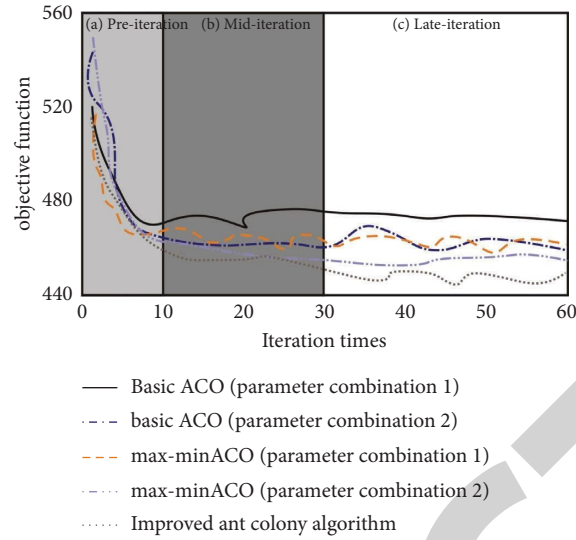 560
(a) Pre-iteration (b) Mid-iteration (c) Late-iteration
520
480
440
objective function
0 10 20 30 40 50 60
Iteration times
Basic ACO (parameter combination 1)
basic ACO (parameter combination 2)
max-minACO (parameter combination 1)
max-minACO (parameter combination 2)
Improved ant colony algorithm